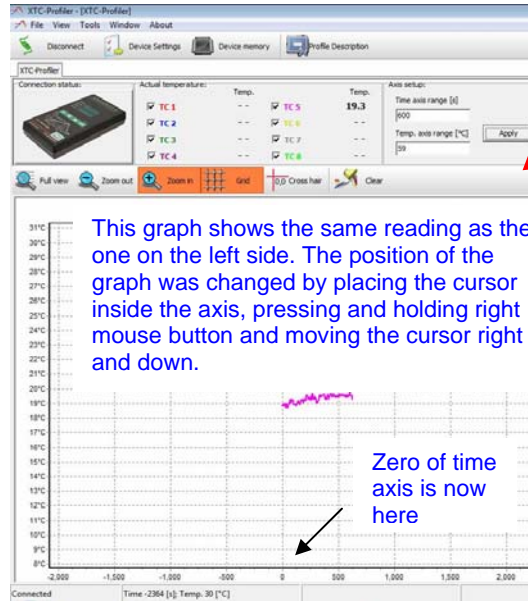 XTC-Profiler - [XTC-Profiler]
File View Tools Window About
Disconnect Device Settings Device memory Profile Description
XTC-Profiler
Connection status: Actual temperature: Temp. Temp. Axis setup:
TC 1 -- TC 5 19.3 Time axis range [s]
TC 2 -- TC 6 -- 600
TC 3 -- TC 7 -- Temp. axis range [°C] Apply
TC 4 -- TC 8 -- 59
Full view Zoom out Zoom in Grid 0,0 Cross hair Clear
This graph shows the same reading as the
one on the left side. The position of the
graph was changed by placing the cursor
inside the axis, pressing and holding right
mouse button and moving the cursor right
and down.
31°C
30°C
29°C
28°C
27°C
26°C
25°C
24°C
23°C
22°C
21°C
20°C
19°C
18°C
17°C
16°C
15°C
14°C
13°C
12°C
11°C
10°C
9°C
8°C
Zero of time
axis is now
here
-2,000 -1,500 -1,000 -500 0 500 1,000 1,500 2,000
Connected Time -2364 [s]; Temp. 30 [°C]